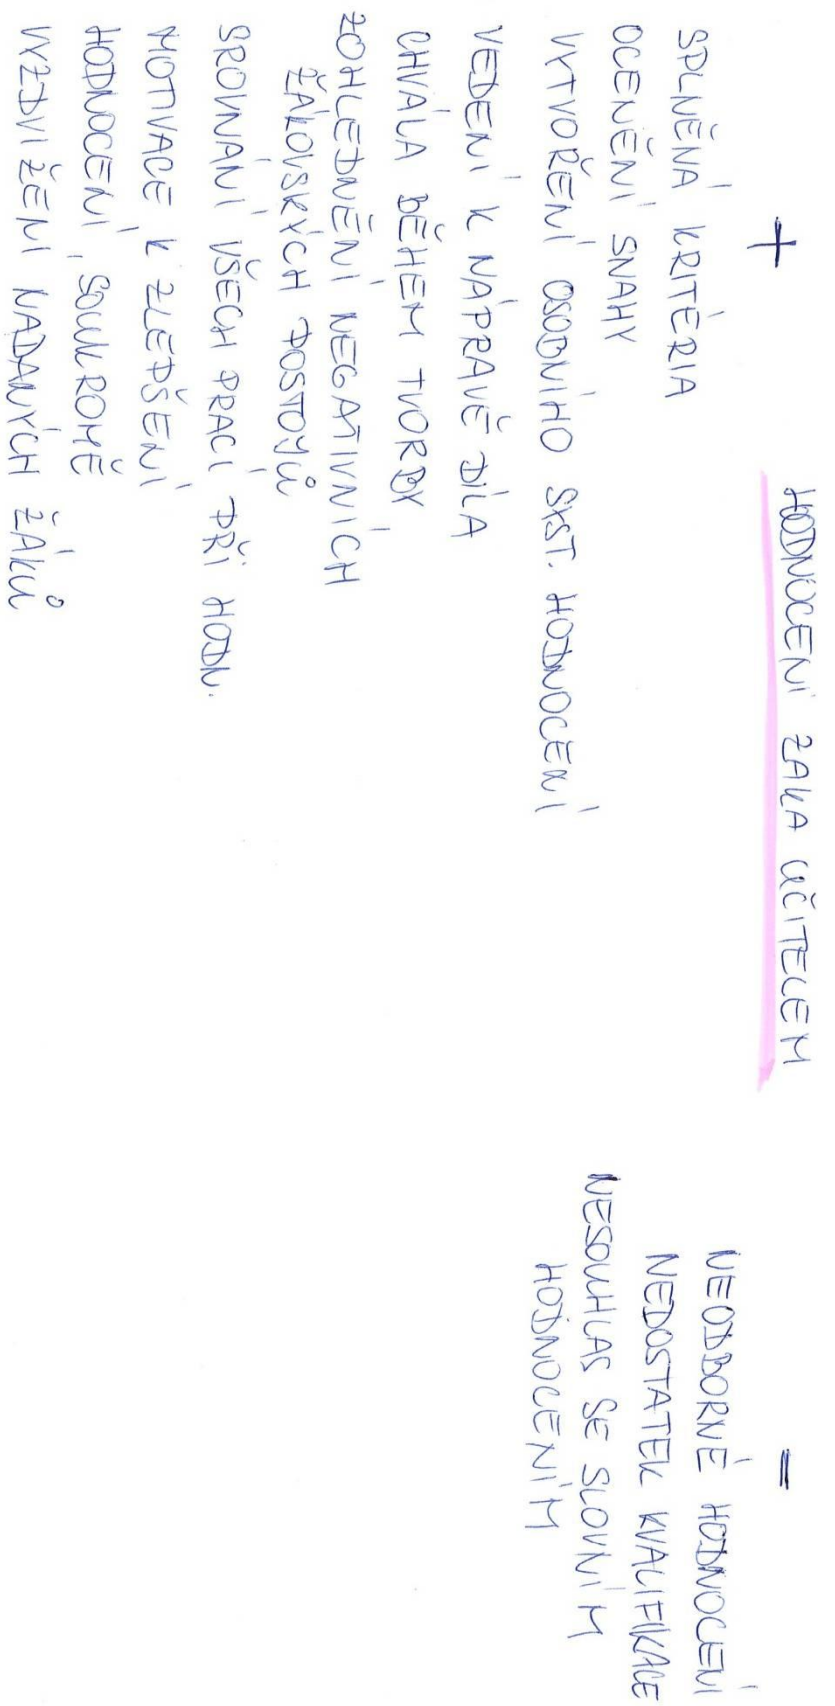 HODNOCENÍ ŽÁKA UČITELEM
+
SPLNĚNÁ KRITÉRIA
OCENĚNÍ SNAHY
VYTVOŘENÍ OSOBNÍHO SYST. HODNOCENÍ
VEDENÍ K NÁPRAVĚ DÍLA
CHVÁLA BĚHEM TVORBY
ZOHLEDNĚNÍ NEGATIVNÍCH
ŽÁKOVSKÝCH POSTOJŮ
SROVNÁNÍ VŠECH PRACÍ PŘI HODN.
MOTIVACE K ZLEPŠENÍ
HODNOCENÍ SOUKROMĚ
VYZDVIŽENÍ NADANÝCH ŽÁKŮ
-
NEODBORNÉ HODNOCENÍ
NEDOSTATEK KVALIFIKACE
NESOUHLAS SE SLOVNÍM
HODNOCENÍM